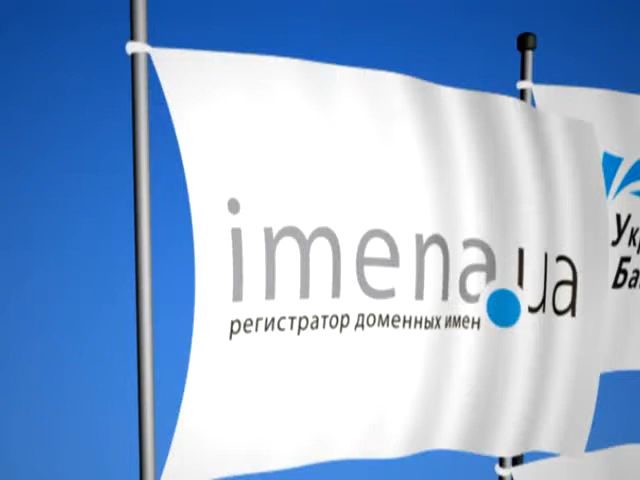 imena.ua
регистратор доменных имен